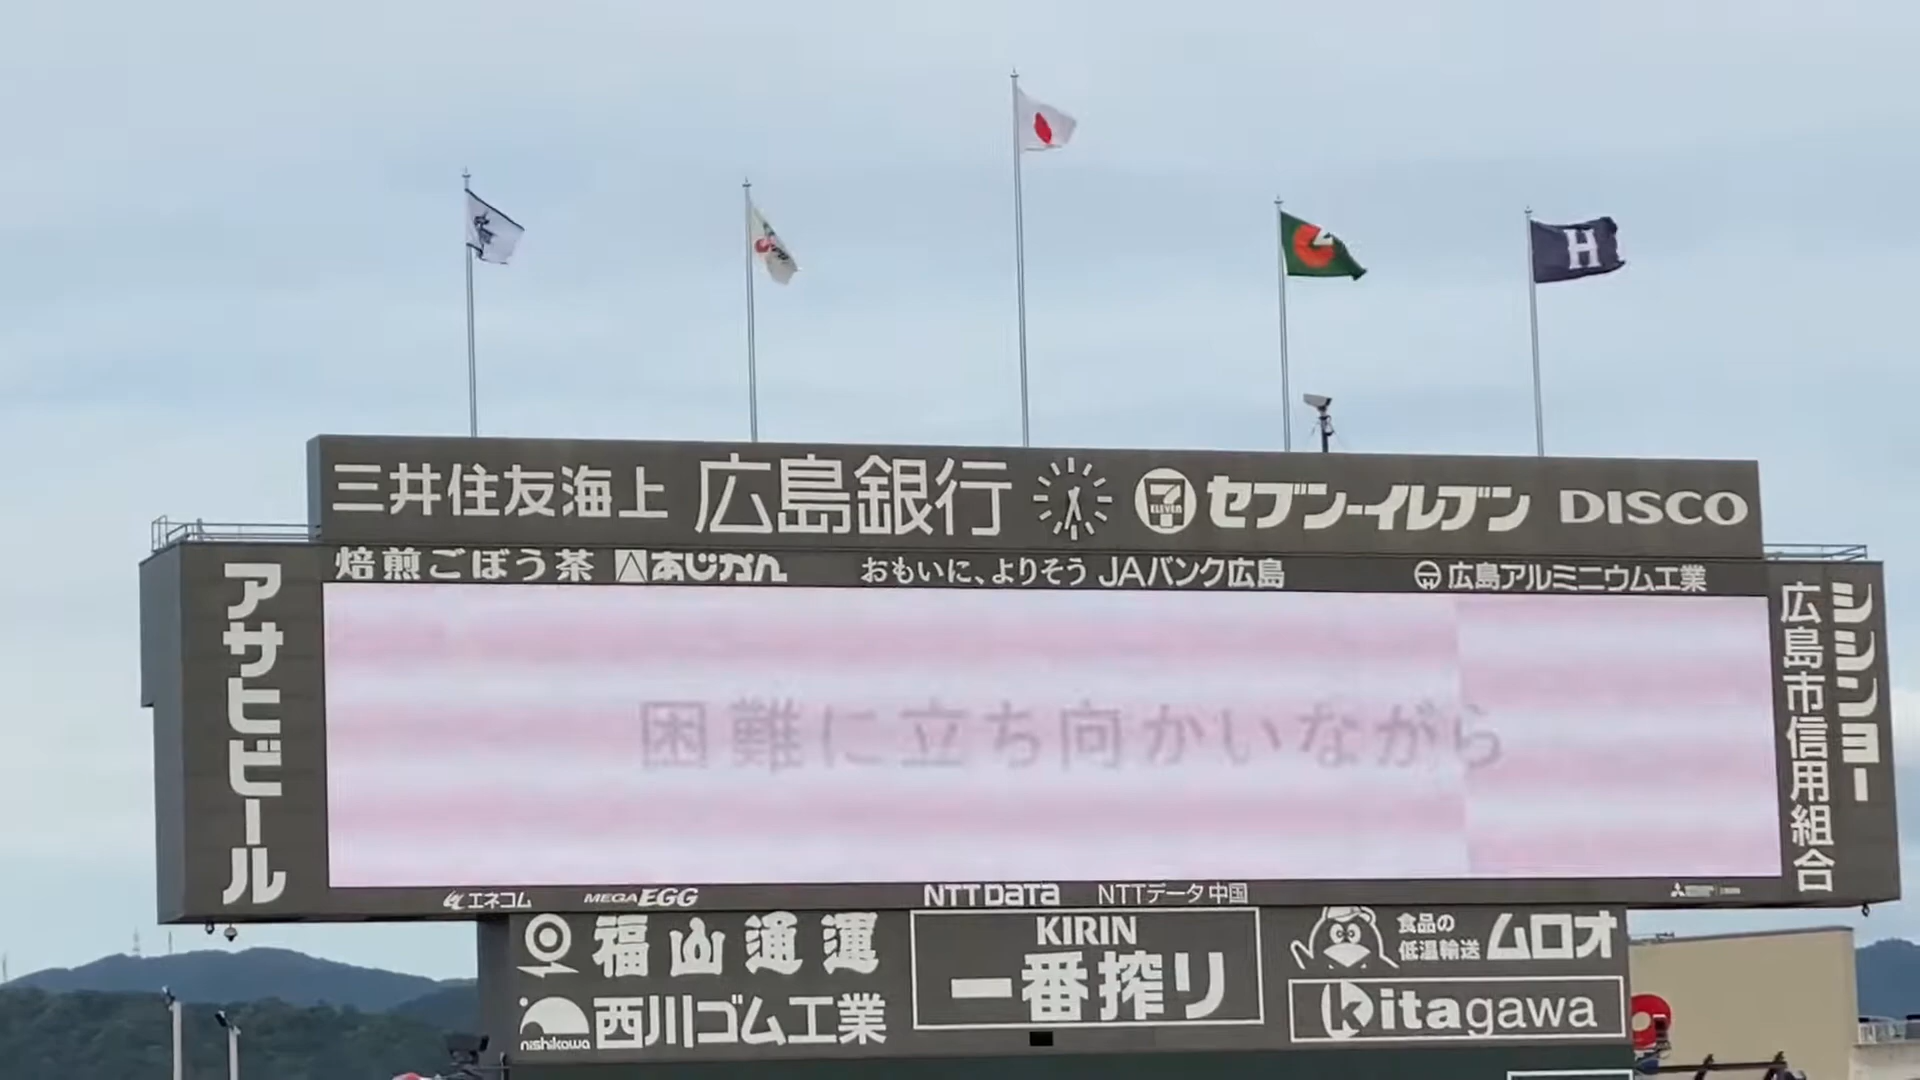 H
三井住友海上 広島銀行 7 ELEVEn セブン-イレブン DISCO
焙煎ごぼう茶 あじかん おもいに、よりそう JAバンク広島 広島アルミニウム工業
アサヒビール
困難に立ち向かいながら
シシンヨー
広島市信用組合
エネコム MEGA EGG NTT DATA NTTデータ中国
福山通運
nishikawa 西川ゴム工業
KIRIN
一番搾り
食品の
低温輸送 ムロオ
kitagawa